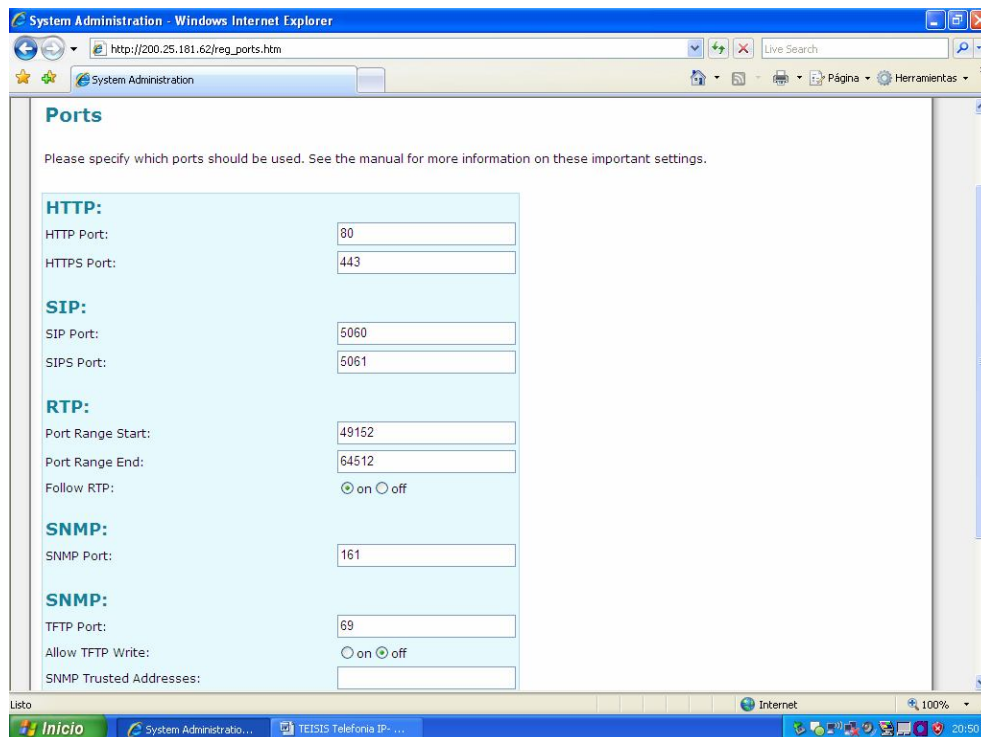 System Administration - Windows Internet Explorer
http://200.25.181.62/reg_ports.htm
Live Search
System Administration
Página
Herramientas
Ports
Please specify which ports should be used. See the manual for more information on these important settings.
HTTP:
HTTP Port: 80
HTTPS Port: 443
SIP:
SIP Port: 5060
SIPS Port: 5061
RTP:
Port Range Start: 49152
Port Range End: 64512
Follow RTP: on off
SNMP:
SNMP Port: 161
SNMP:
TFTP Port: 69
Allow TFTP Write: on off
SNMP Trusted Addresses:
Listo
Internet
100%
Inicio
System Administratio...
TEISIS Telefonia IP- ...
20:50